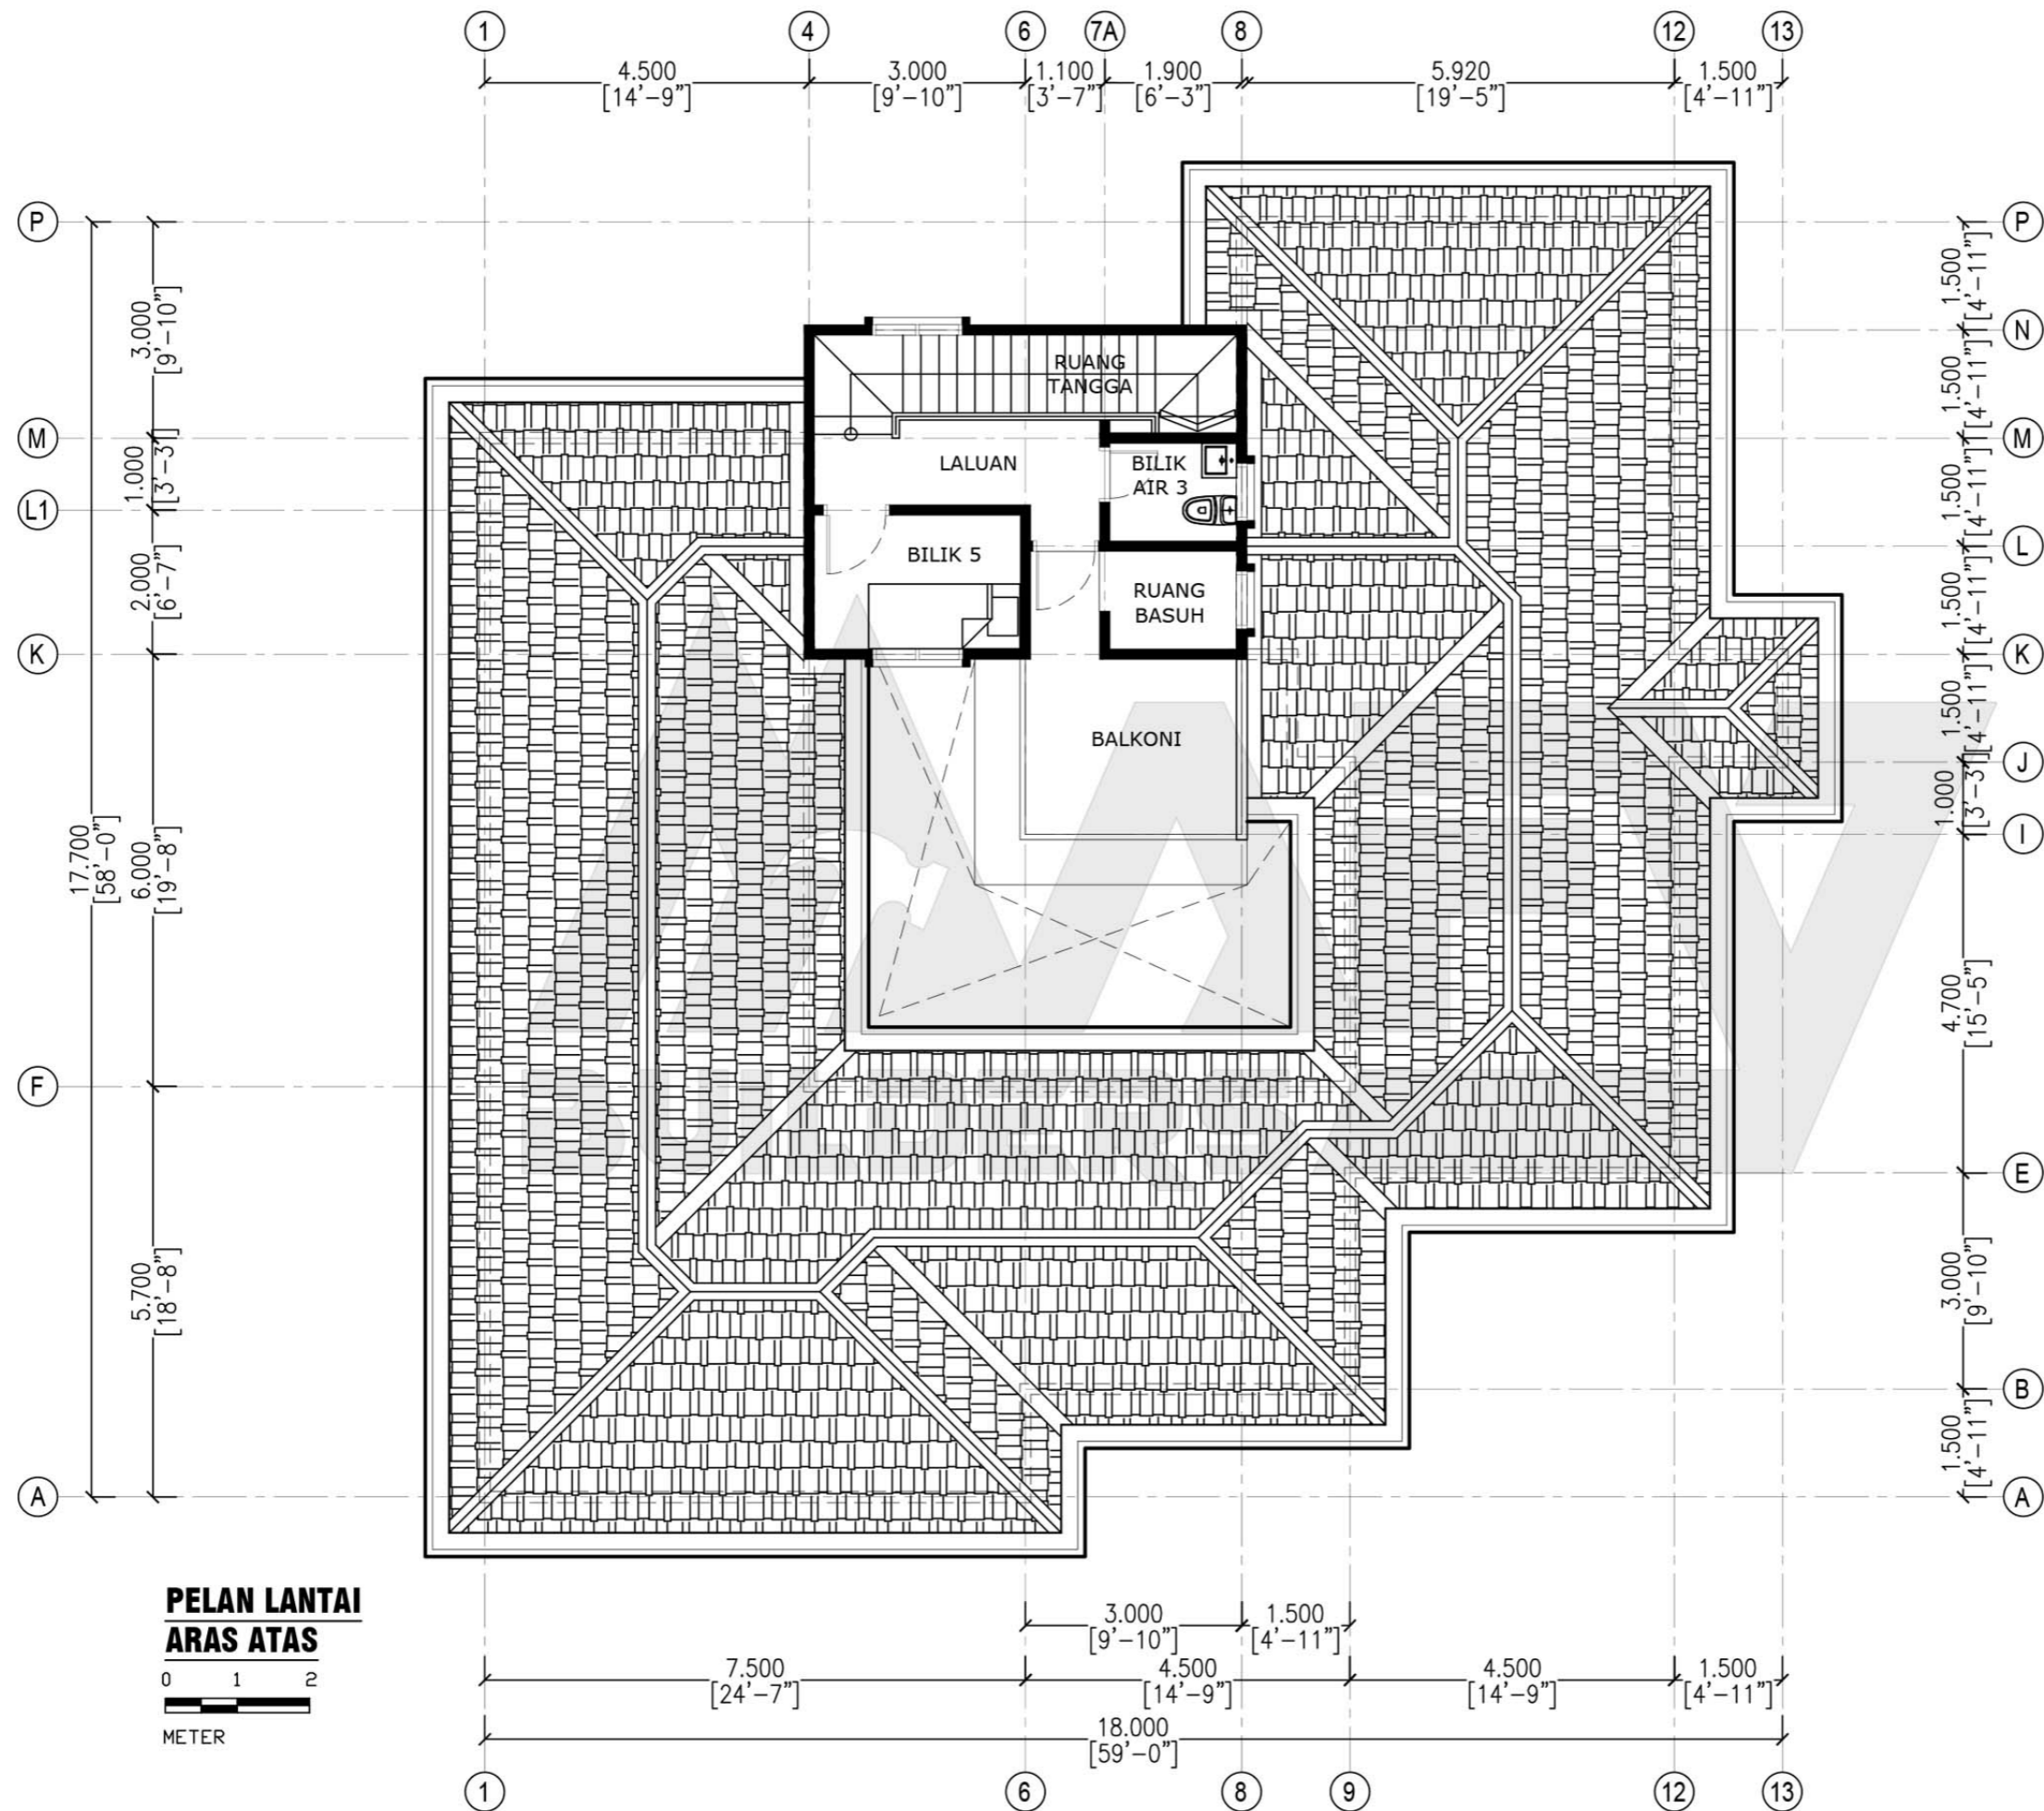 1 4 6 7A 8 12 13
4.500 3.000 1.100 1.900 5.920 1.500
[14'-9"] [9'-10"] [3'-7"] [6'-3"] [19'-5"] [4'-11"]
P P
3.000
[9'-10"]
1.500
[4'-11"]
N
1.500
[4'-11"]
M M
1.000
[3'-3"]
1.500
[4'-11"]
L1
L
2.000
[6'-7"]
1.500
[4'-11"]
K K
1.500
[4'-11"]
J
1.000
[3'-3"]
I
17.700
[58'-0"]
6.000
[19'-8"]
4.700
[15'-5"]
F
E
5.700
[18'-8"]
3.000
[9'-10"]
B
1.500
[4'-11"]
A A
RUANG
TANGGA
LALUAN
BILIK
AIR 3
BILIK 5
RUANG
BASUH
BALKONI
BUILDERS
PELAN LANTAI
ARAS ATAS
0 1 2
METER
3.000 1.500
[9'-10"] [4'-11"]
7.500 4.500 4.500 1.500
[24'-7"] [14'-9"] [14'-9"] [4'-11"]
18.000
[59'-0"]
1 6 8 9 12 13